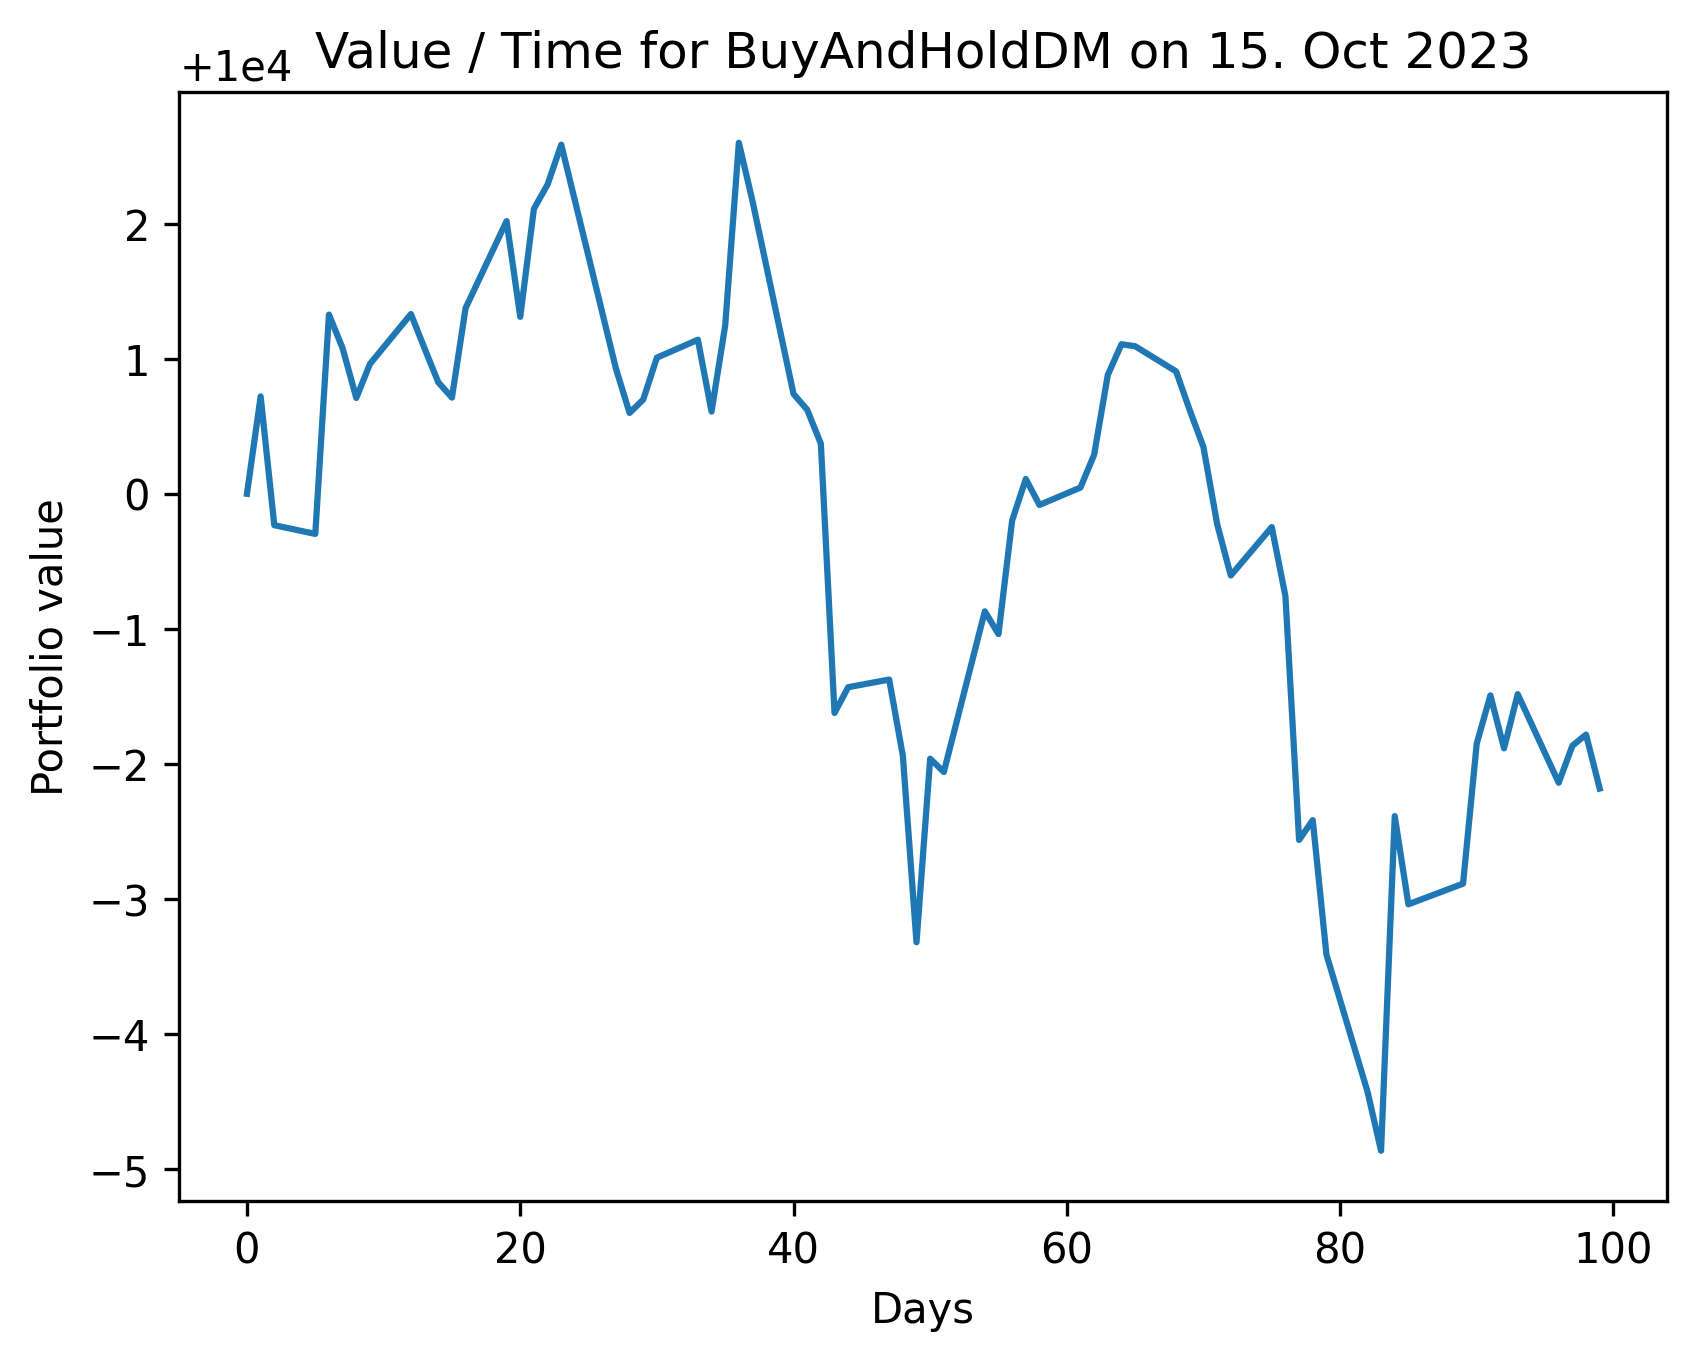 Value / Time for BuyAndHoldDM on 15. Oct 2023
+1e4
2
1
0
−1
−2
−3
−4
−5
Portfolio value
0 20 40 60 80 100
Days